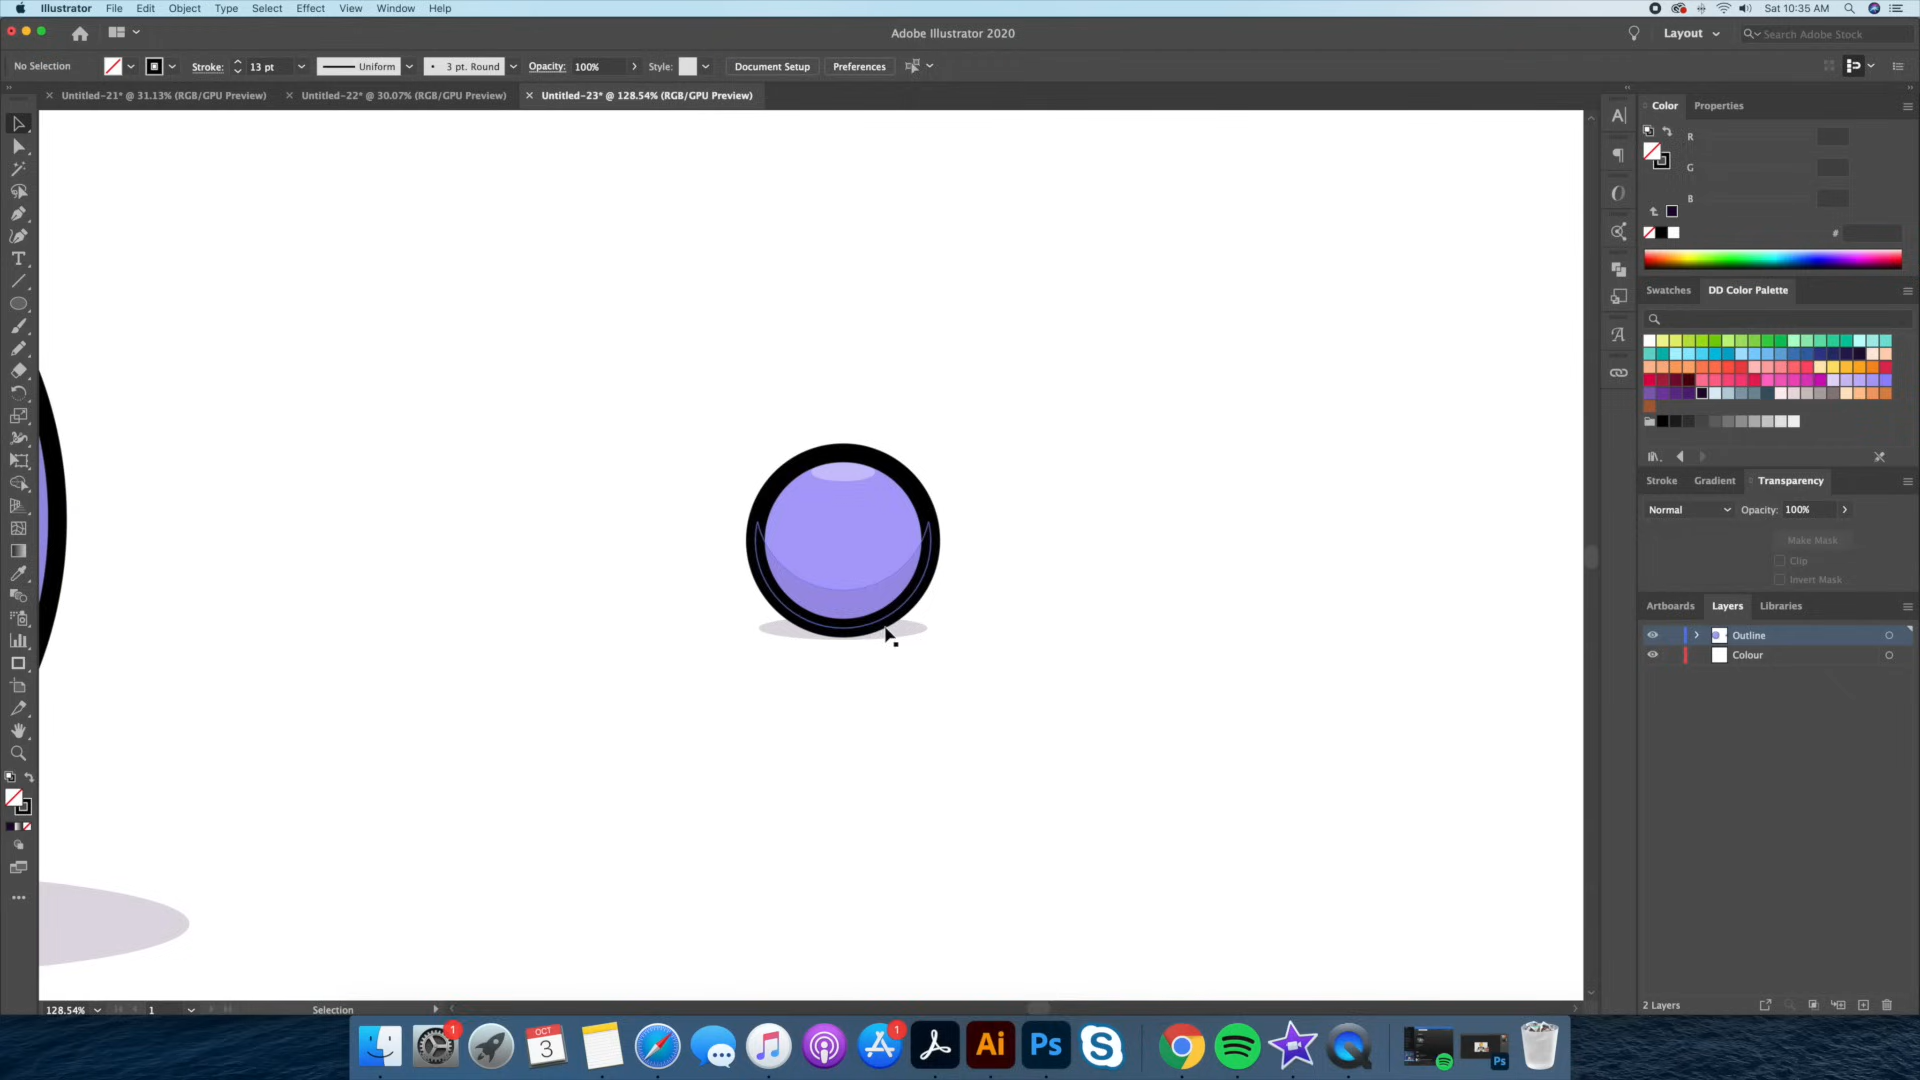 Illustrator File Edit Object Type Select Effect View Window Help
Sat 10:35 AM
Adobe Illustrator 2020
Layout
Search Adobe Stock
No Selection
Stroke: 13 pt
Uniform
3 pt. Round
Opacity: 100%
Style:
Document Setup
Preferences
Untitled-21* @ 31.13% (RGB/GPU Preview)
Untitled-22* @ 30.07% (RGB/GPU Preview)
Untitled-23* @ 128.54% (RGB/GPU Preview)
Color Properties
R
G
B
#
Swatches DD Color Palette
Stroke Gradient Transparency
Normal Opacity: 100%
Make Mask
Clip
Invert Mask
Artboards Layers Libraries
Outline
Colour
2 Layers
128.54% 1 Selection
1
OCT
3
1
Ai
Ps
Ps